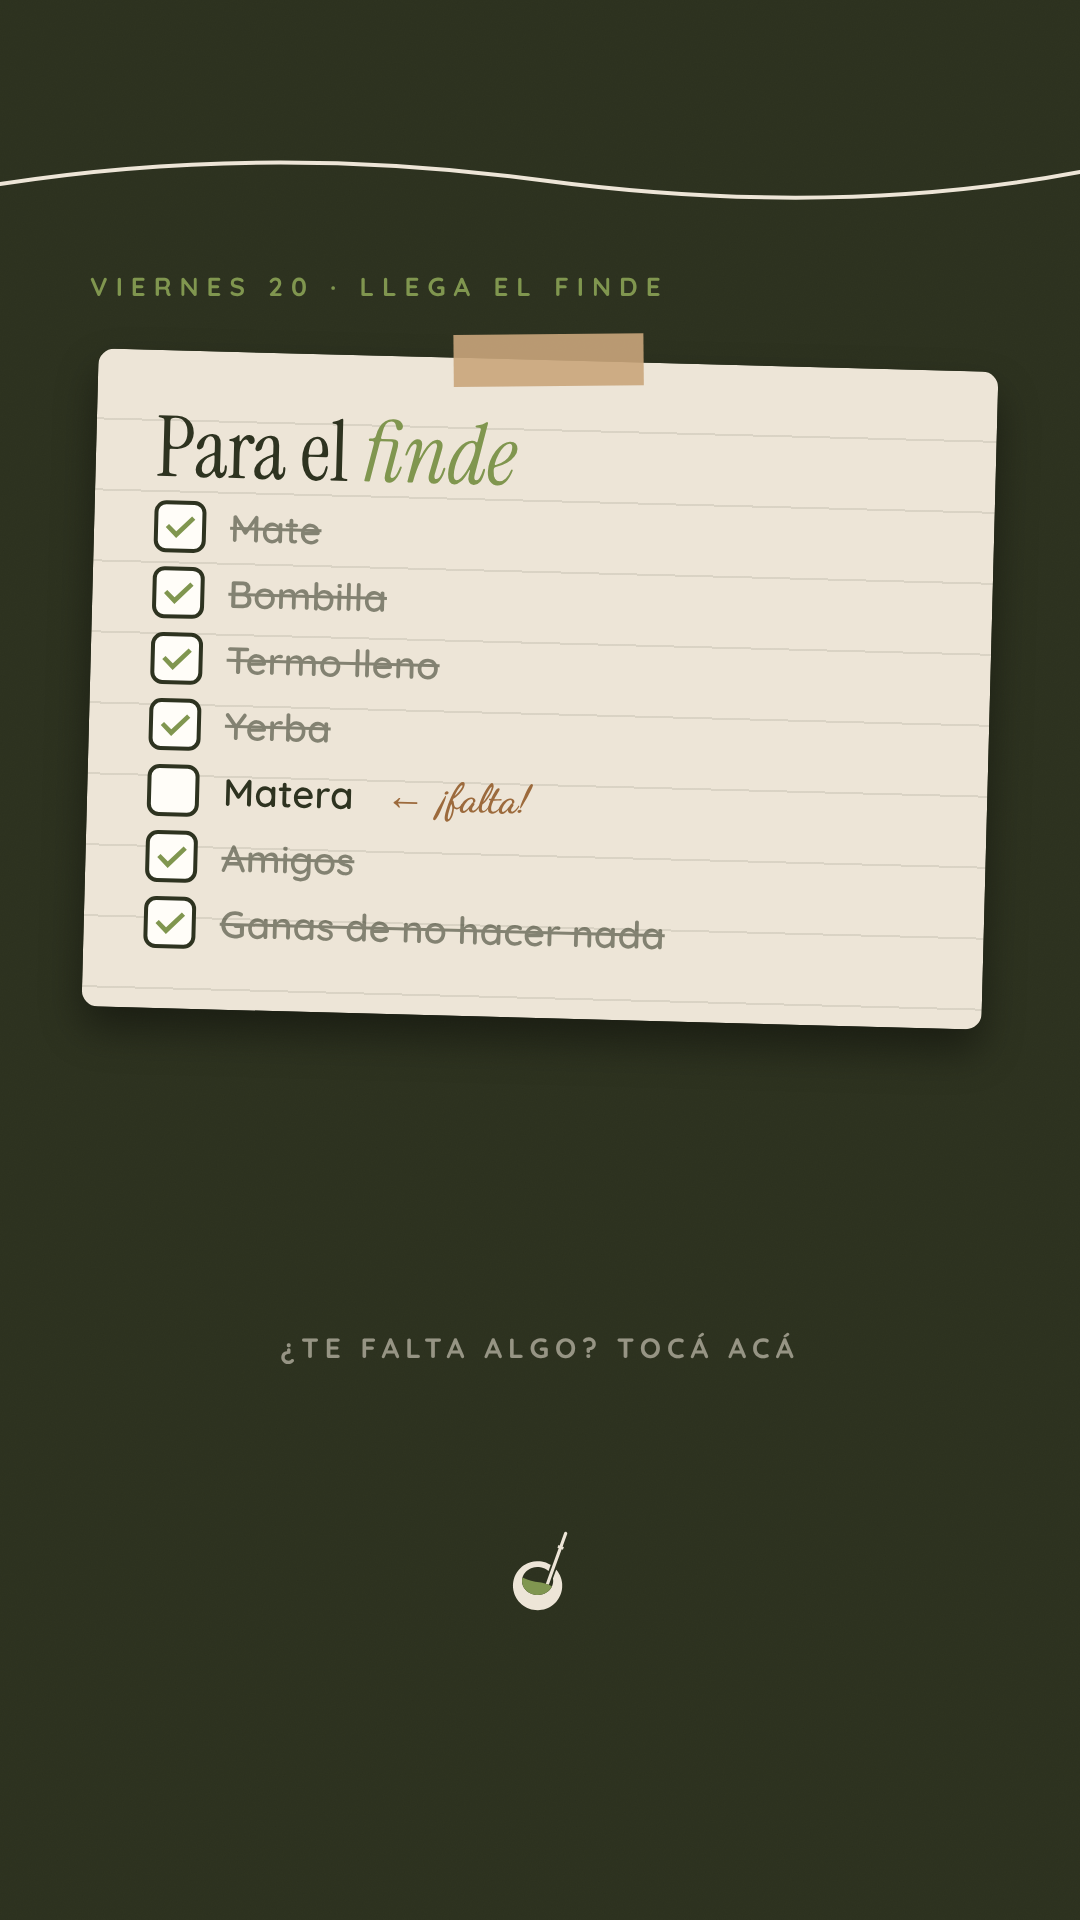 VIERNES 20 · LLEGA EL FINDE
Para el finde
Mate
Bombilla
Termo lleno
Yerba
Matera ← ¡falta!
Amigos
Ganas de no hacer nada
¿TE FALTA ALGO? TOCÁ ACÁ